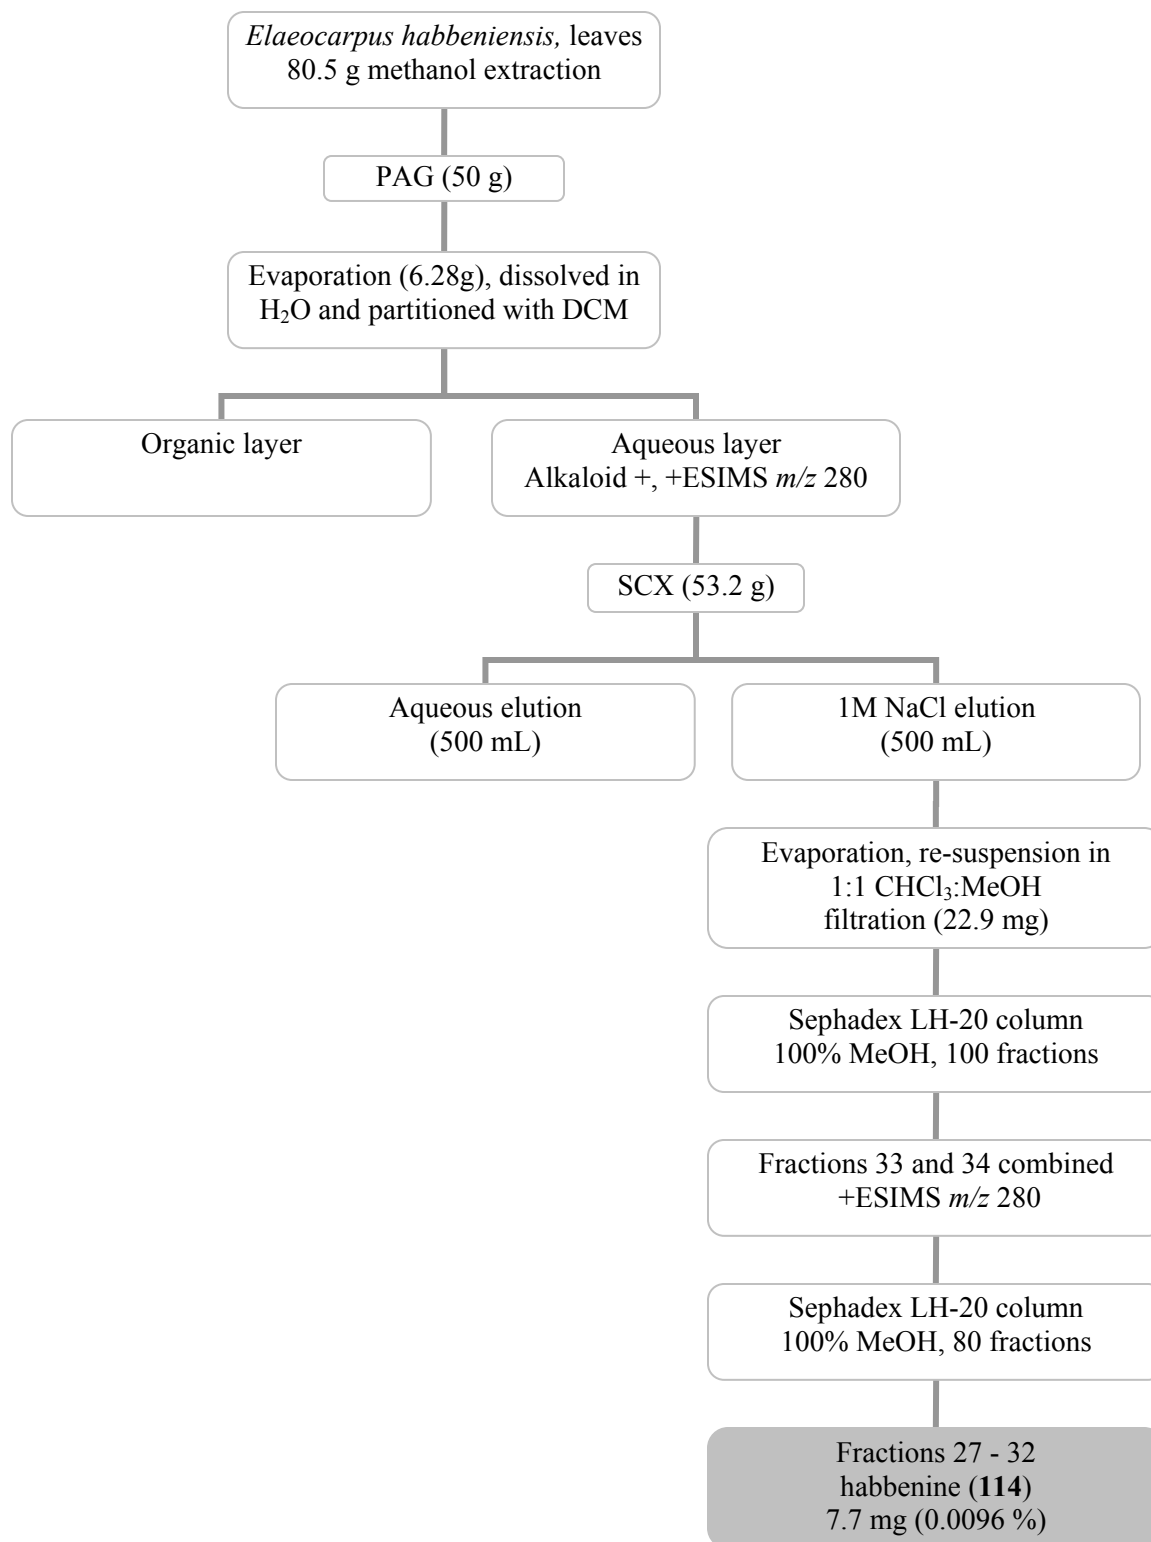 Elaeocarpus habbeniensis, leaves
80.5 g methanol extraction
PAG (50 g)
Evaporation (6.28g), dissolved in
H₂O and partitioned with DCM
Organic layer
Aqueous layer
Alkaloid +, +ESIMS m/z 280
SCX (53.2 g)
Aqueous elution
(500 mL)
1M NaCl elution
(500 mL)
Evaporation, re-suspension in
1:1 CHCl₃:MeOH
filtration (22.9 mg)
Sephadex LH-20 column
100% MeOH, 100 fractions
Fractions 33 and 34 combined
+ESIMS m/z 280
Sephadex LH-20 column
100% MeOH, 80 fractions
Fractions 27 - 32
habbenine (114)
7.7 mg (0.0096 %)